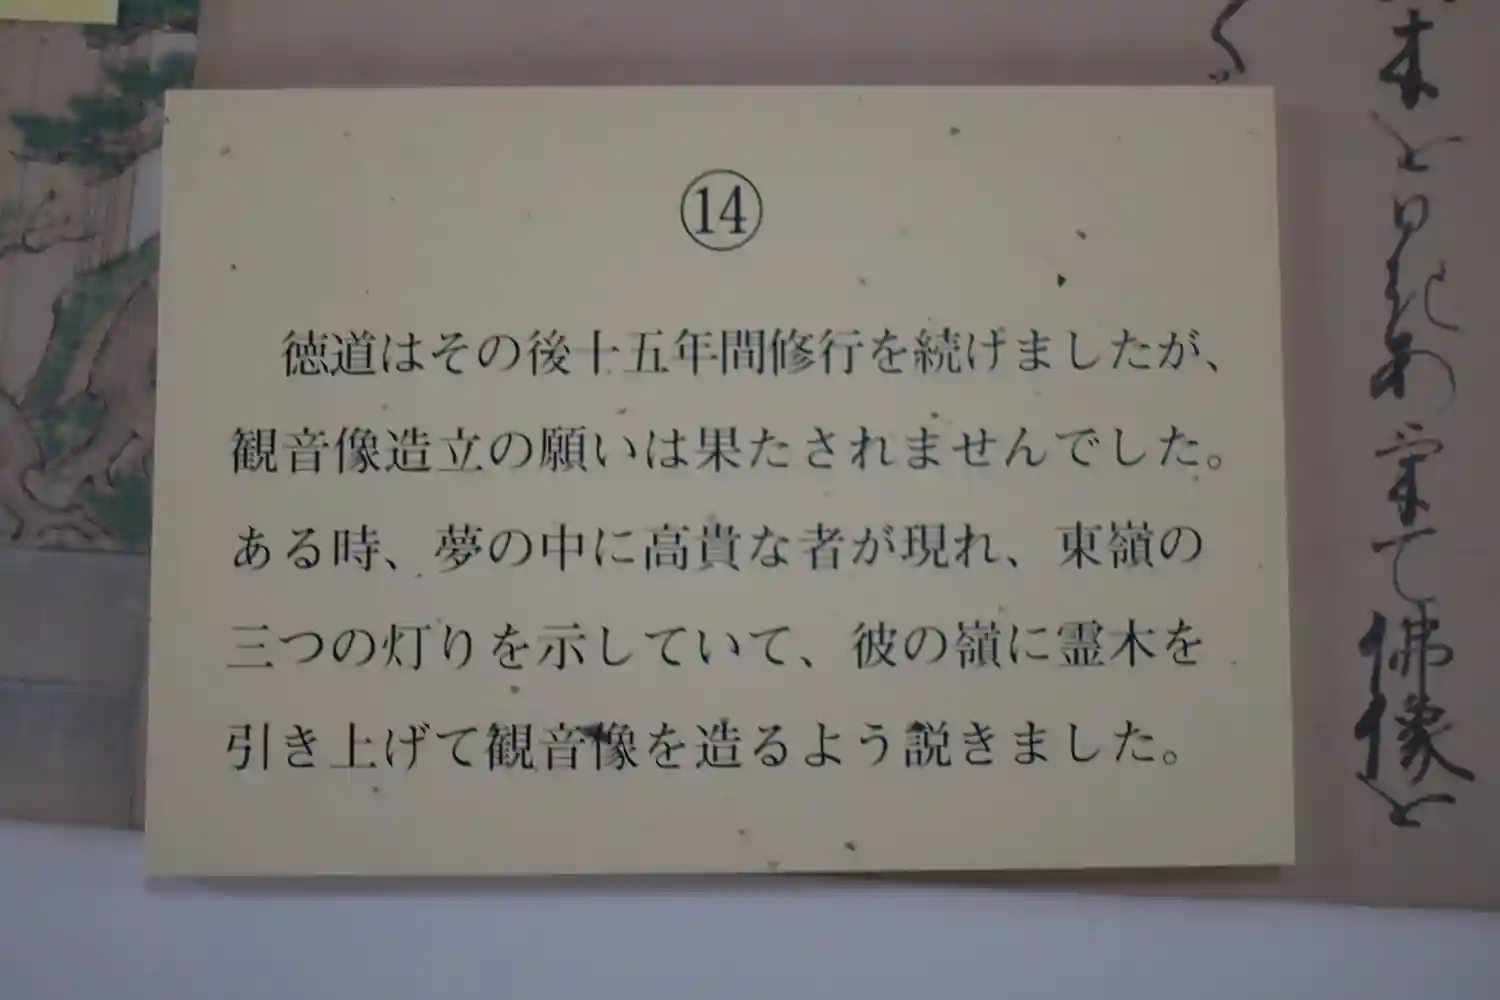 ⑭
徳道はその後十五年間修行を続けましたが、
観音像造立の願いは果たされませんでした。
ある時、夢の中に高貴な者が現れ、東嶺の
三つの灯りを示していて、彼の嶺に霊木を
引き上げて観音像を造るよう説きました。